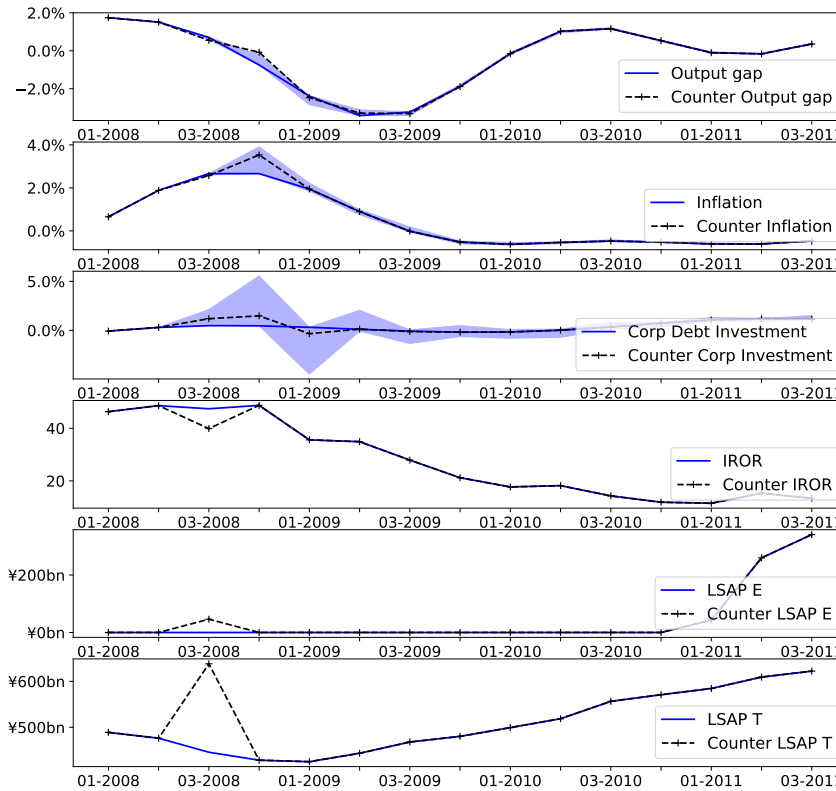 2.0%
0.0%
−2.0%
Output gap
Counter Output gap
01-2008 03-2008 01-2009 03-2009 01-2010 03-2010 01-2011 03-2011
4.0%
2.0%
0.0%
Inflation
Counter Inflation
01-2008 03-2008 01-2009 03-2009 01-2010 03-2010 01-2011 03-2011
5.0%
0.0%
Corp Debt Investment
Counter Corp Investment
01-2008 03-2008 01-2009 03-2009 01-2010 03-2010 01-2011 03-2011
40
20
IROR
Counter IROR
01-2008 03-2008 01-2009 03-2009 01-2010 03-2010 01-2011 03-2011
¥200bn
¥0bn
LSAP E
Counter LSAP E
01-2008 03-2008 01-2009 03-2009 01-2010 03-2010 01-2011 03-2011
¥600bn
¥500bn
LSAP T
Counter LSAP T
01-2008 03-2008 01-2009 03-2009 01-2010 03-2010 01-2011 03-2011